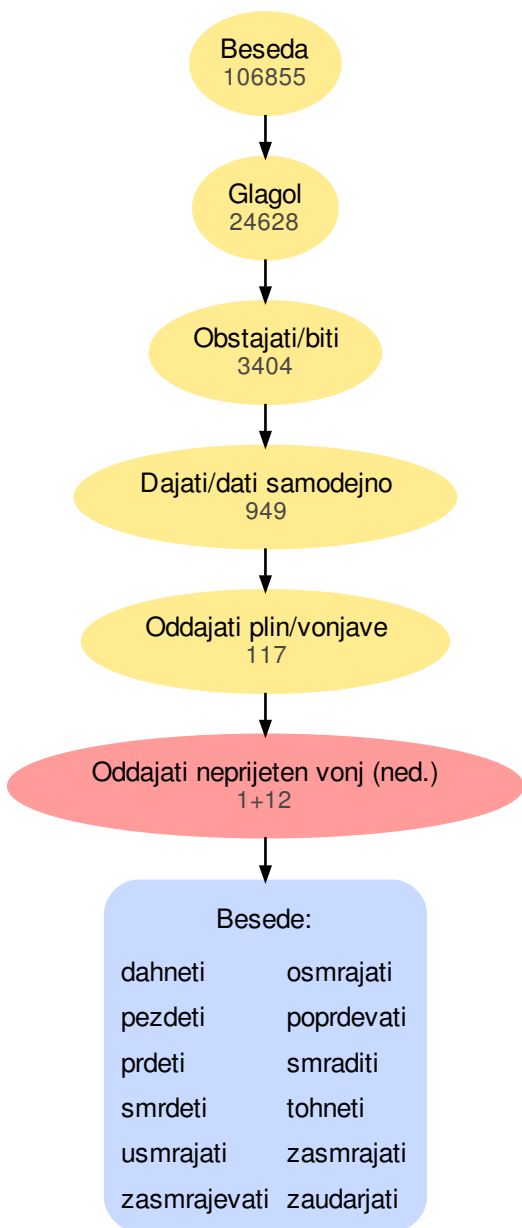 Beseda
106855
Glagol
24628
Obstajati/biti
3404
Dajati/dati samodejno
949
Oddajati plin/vonjave
117
Oddajati neprijeten vonj (ned.)
1+12
Besede:
dahneti osmrajati
pezdeti poprdevati
prdeti smraditi
smrdeti tohneti
usmrajati zasmrajati
zasmrajevati zaudarjati